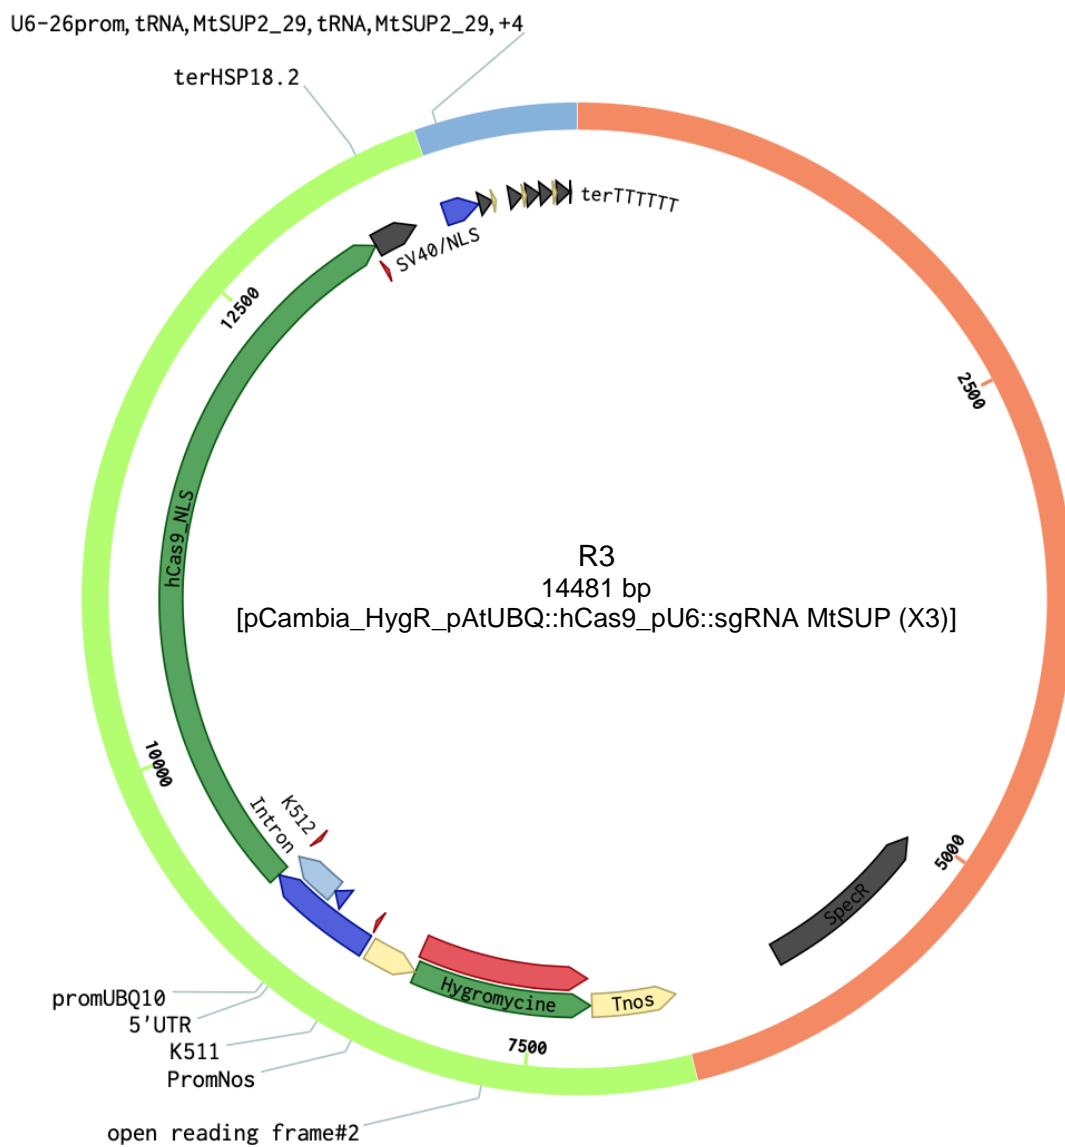 U6-26prom, tRNA, MtSUP2_29, tRNA, MtSUP2_29, +4
terHSP18.2
terTTTTTT
SV40/NLS
12500
2500
hCas9_NLS
R3
14481 bp
[pCambia_HygR_pAtUBQ::hCas9_pU6::sgRNA MtSUP (X3)]
10000
K512
Intron
5000
SpecR
Hygromycine
Tnos
promUBQ10
5'UTR
K511
7500
PromNos
open reading frame#2